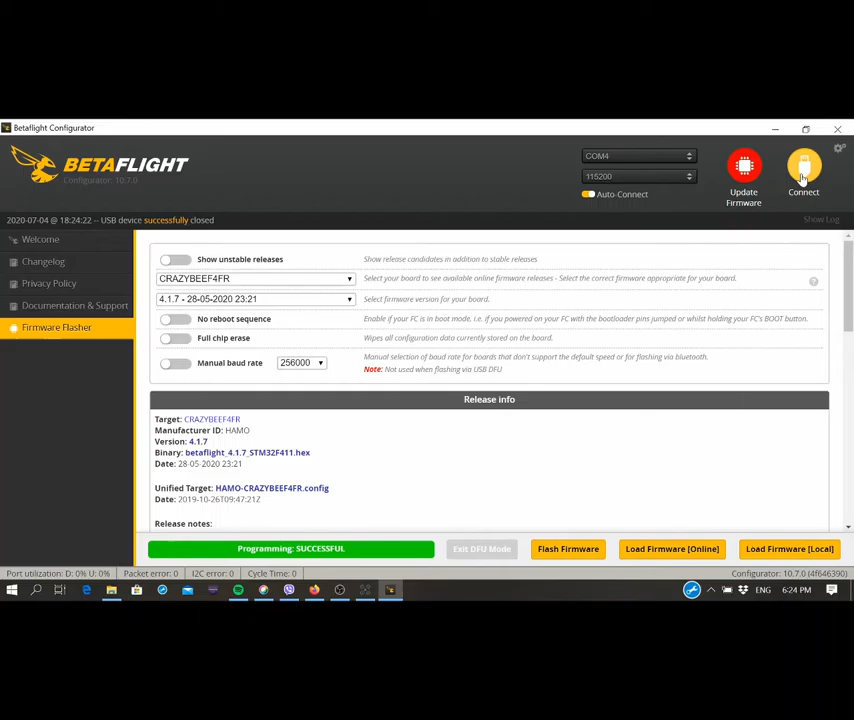 Betaflight Configurator
BETAFLIGHT
Configurator: 10.7.0
COM4
115200
Auto-Connect
Update
Firmware
Connect
2020-07-04 @ 18:24:22 -- USB device successfully closed
Show Log
Welcome
Changelog
Privacy Policy
Documentation & Support
Firmware Flasher
Show unstable releases
Show release candidates in addition to stable releases
CRAZYBEEF4FR
Select your board to see available online firmware releases - Select the correct firmware appropriate for your board.
4.1.7 - 28-05-2020 23:21
Select firmware version for your board.
No reboot sequence
Enable if your FC is in boot mode. i.e. if you powered on your FC with the bootloader pins jumped or whilst holding your FC's BOOT button.
Full chip erase
Wipes all configuration data currently stored on the board.
Manual baud rate
256000
Manual selection of baud rate for boards that don't support the default speed or for flashing via bluetooth.
Note: Not used when flashing via USB DFU
Release info
Target: CRAZYBEEF4FR
Manufacturer ID: HAMO
Version: 4.1.7
Binary: betaflight_4.1.7_STM32F411.hex
Date: 28-05-2020 23:21
Unified Target: HAMO-CRAZYBEEF4FR.config
Date: 2019-10-26T09:47:21Z
Release notes:
Programming: SUCCESSFUL
Exit DFU Mode
Flash Firmware
Load Firmware [Online]
Load Firmware [Local]
Port utilization: D: 0% U: 0%
Packet error: 0
I2C error: 0
Cycle Time: 0
Configurator: 10.7.0 (4f646390)
ENG
6:24 PM